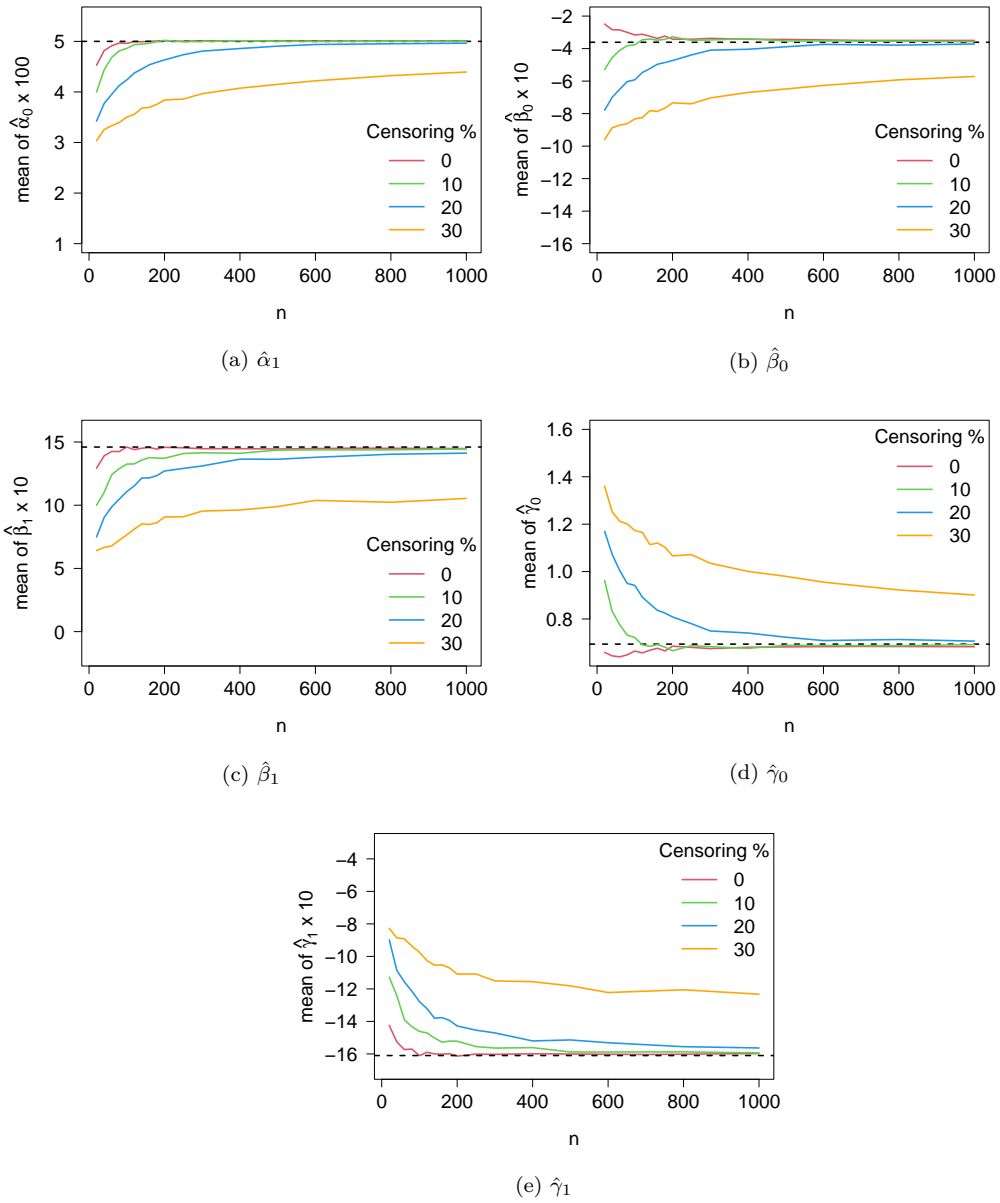 mean of α̂₀ x 100
5
4
3
2
1
Censoring %
0
10
20
30
0 200 400 600 800 1000
n
(a) α̂₁
mean of β̂₀ x 10
−2
−4
−6
−8
−10
−12
−14
−16
Censoring %
0
10
20
30
0 200 400 600 800 1000
n
(b) β̂₀
mean of β̂₁ x 10
15
10
5
0
Censoring %
0
10
20
30
0 200 400 600 800 1000
n
(c) β̂₁
mean of γ̂₀
1.6
1.4
1.2
1.0
0.8
Censoring %
0
10
20
30
0 200 400 600 800 1000
n
(d) γ̂₀
mean of γ̂₁ x 10
−4
−6
−8
−10
−12
−14
−16
Censoring %
0
10
20
30
0 200 400 600 800 1000
n
(e) γ̂₁